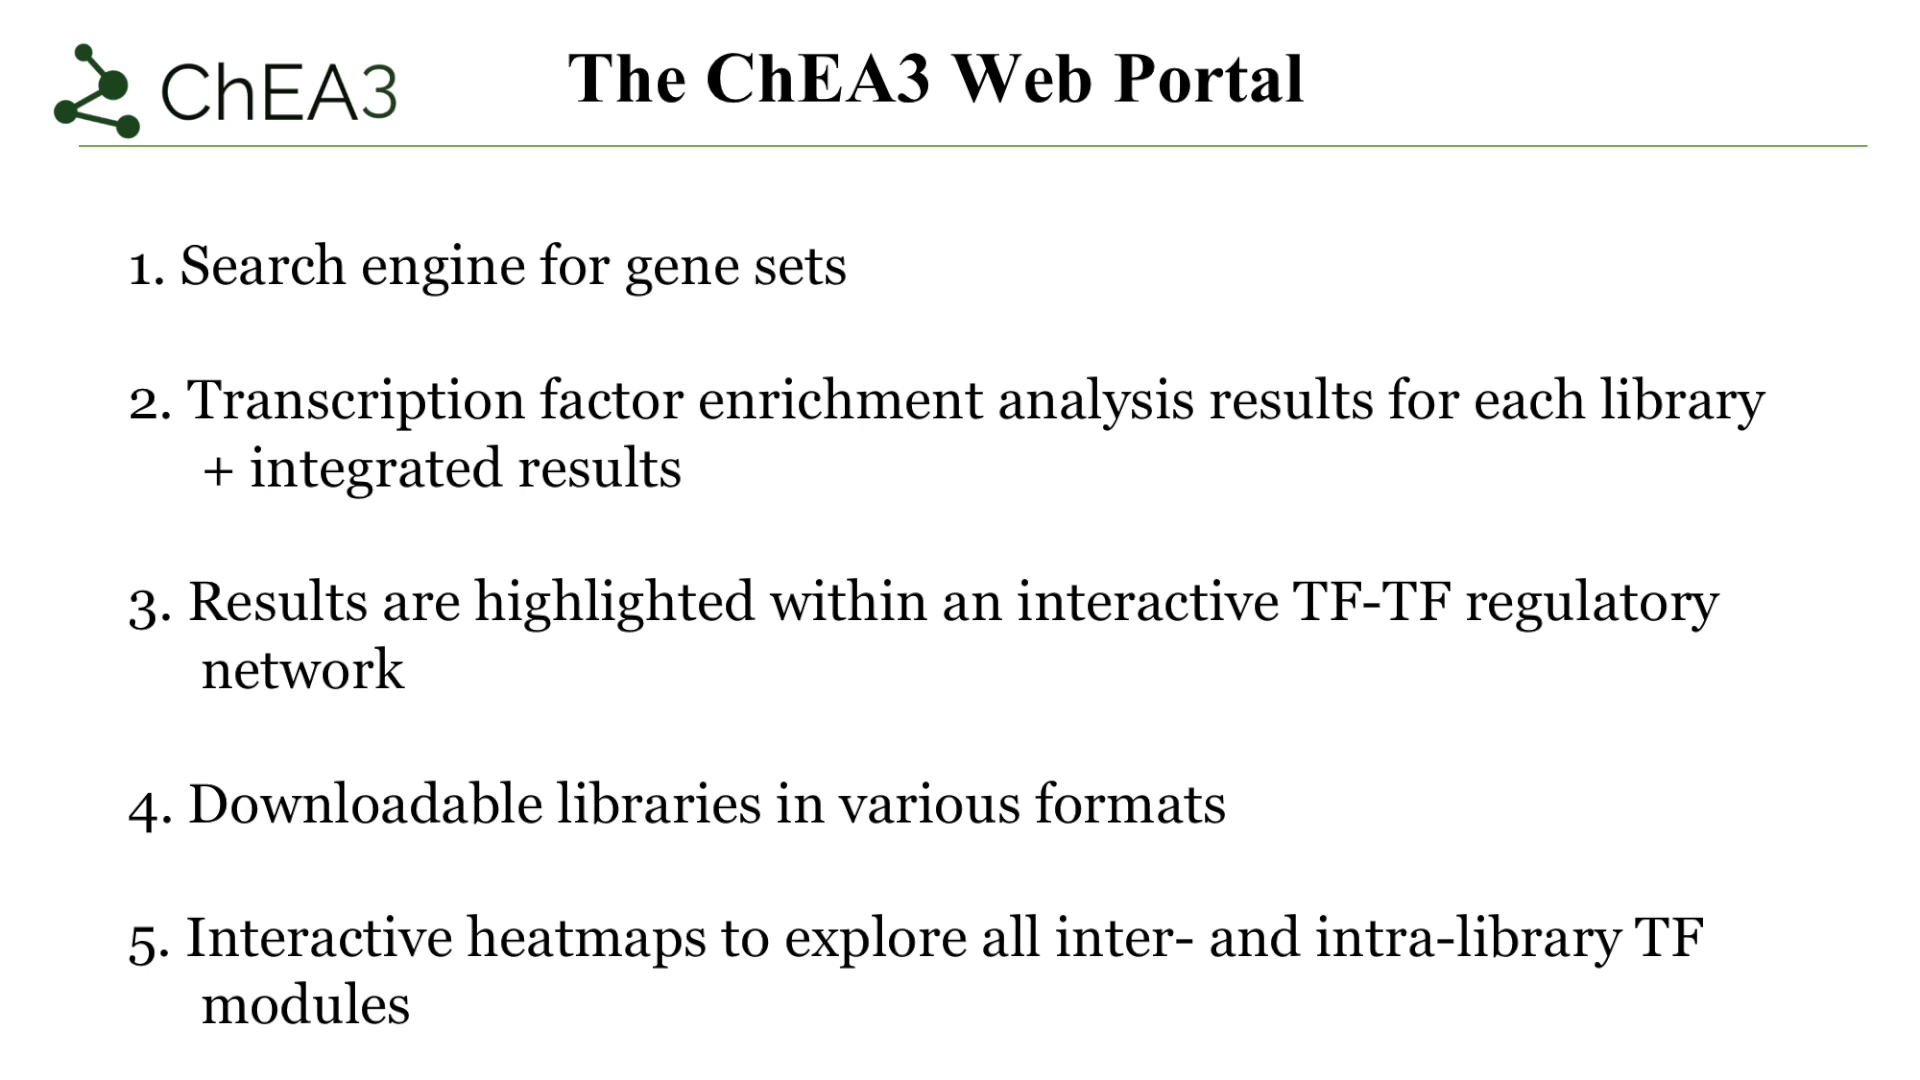 ChEA3
The ChEA3 Web Portal
1. Search engine for gene sets
2. Transcription factor enrichment analysis results for each library
+ integrated results
3. Results are highlighted within an interactive TF-TF regulatory
network
4. Downloadable libraries in various formats
5. Interactive heatmaps to explore all inter- and intra-library TF
modules